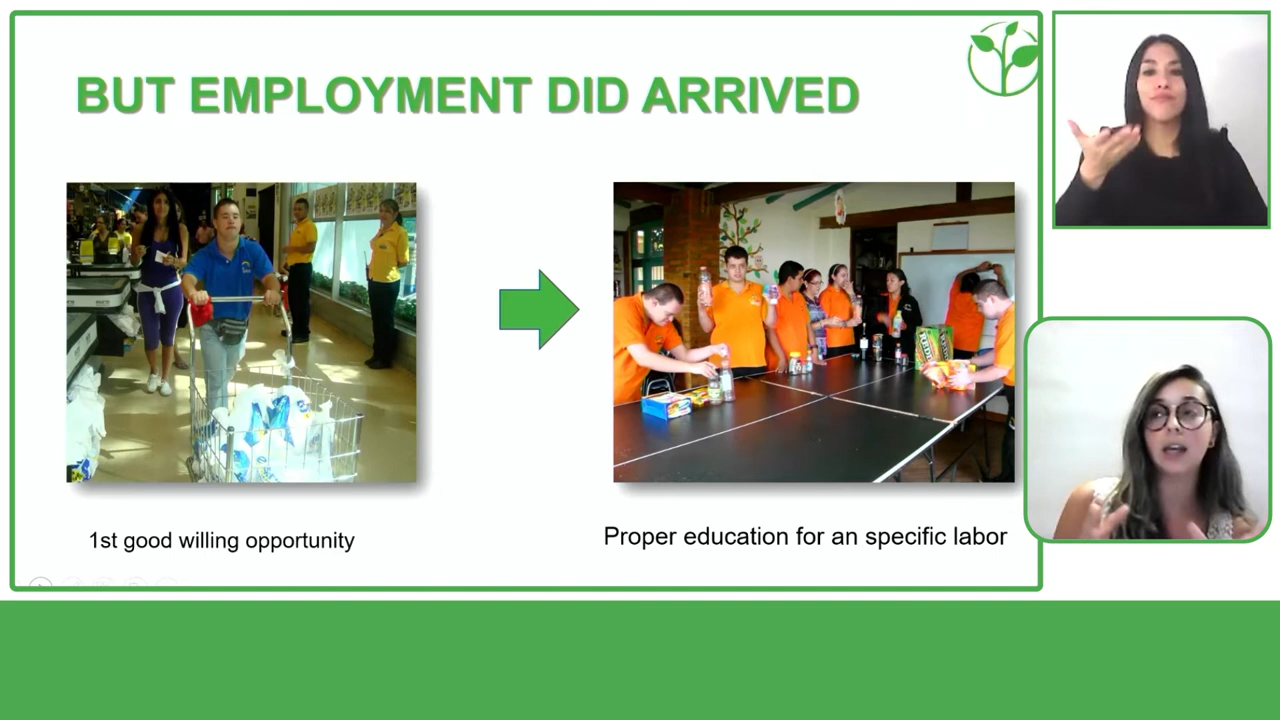 BUT EMPLOYMENT DID ARRIVED
1st good willing opportunity
Proper education for an specific labor